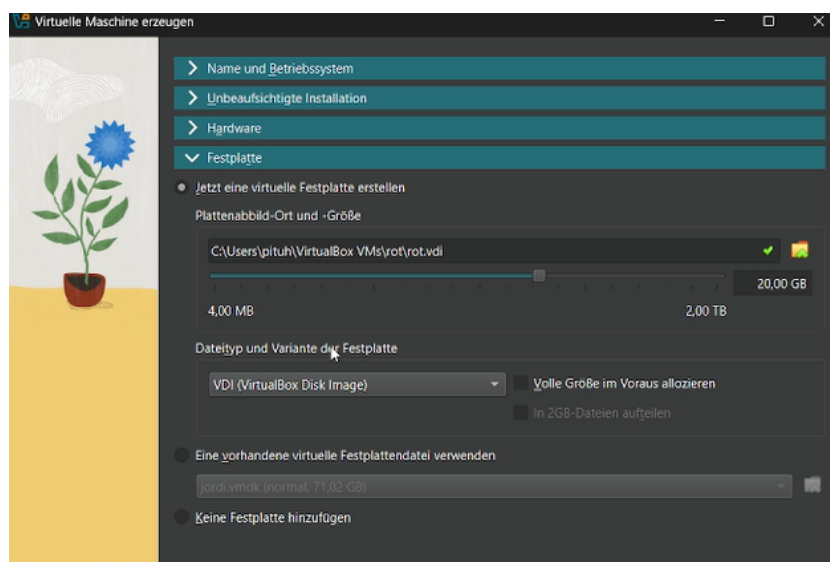 Virtuelle Maschine erzeugen
Name und Betriebssystem
Unbeaufsichtigte Installation
Hardware
Festplatte
Jetzt eine virtuelle Festplatte erstellen
Plattenabbild-Ort und -Größe
C:\Users\pituh\VirtualBox VMs\rot\rot.vdi
20,00 GB
4,00 MB 2,00 TB
Dateityp und Variante der Festplatte
VDI (VirtualBox Disk Image) Volle Größe im Voraus allozieren
In 2GB-Dateien aufteilen
Eine vorhandene virtuelle Festplattendatei verwenden
jordi.vmdk (normal, 71,02 GB)
Keine Festplatte hinzufügen